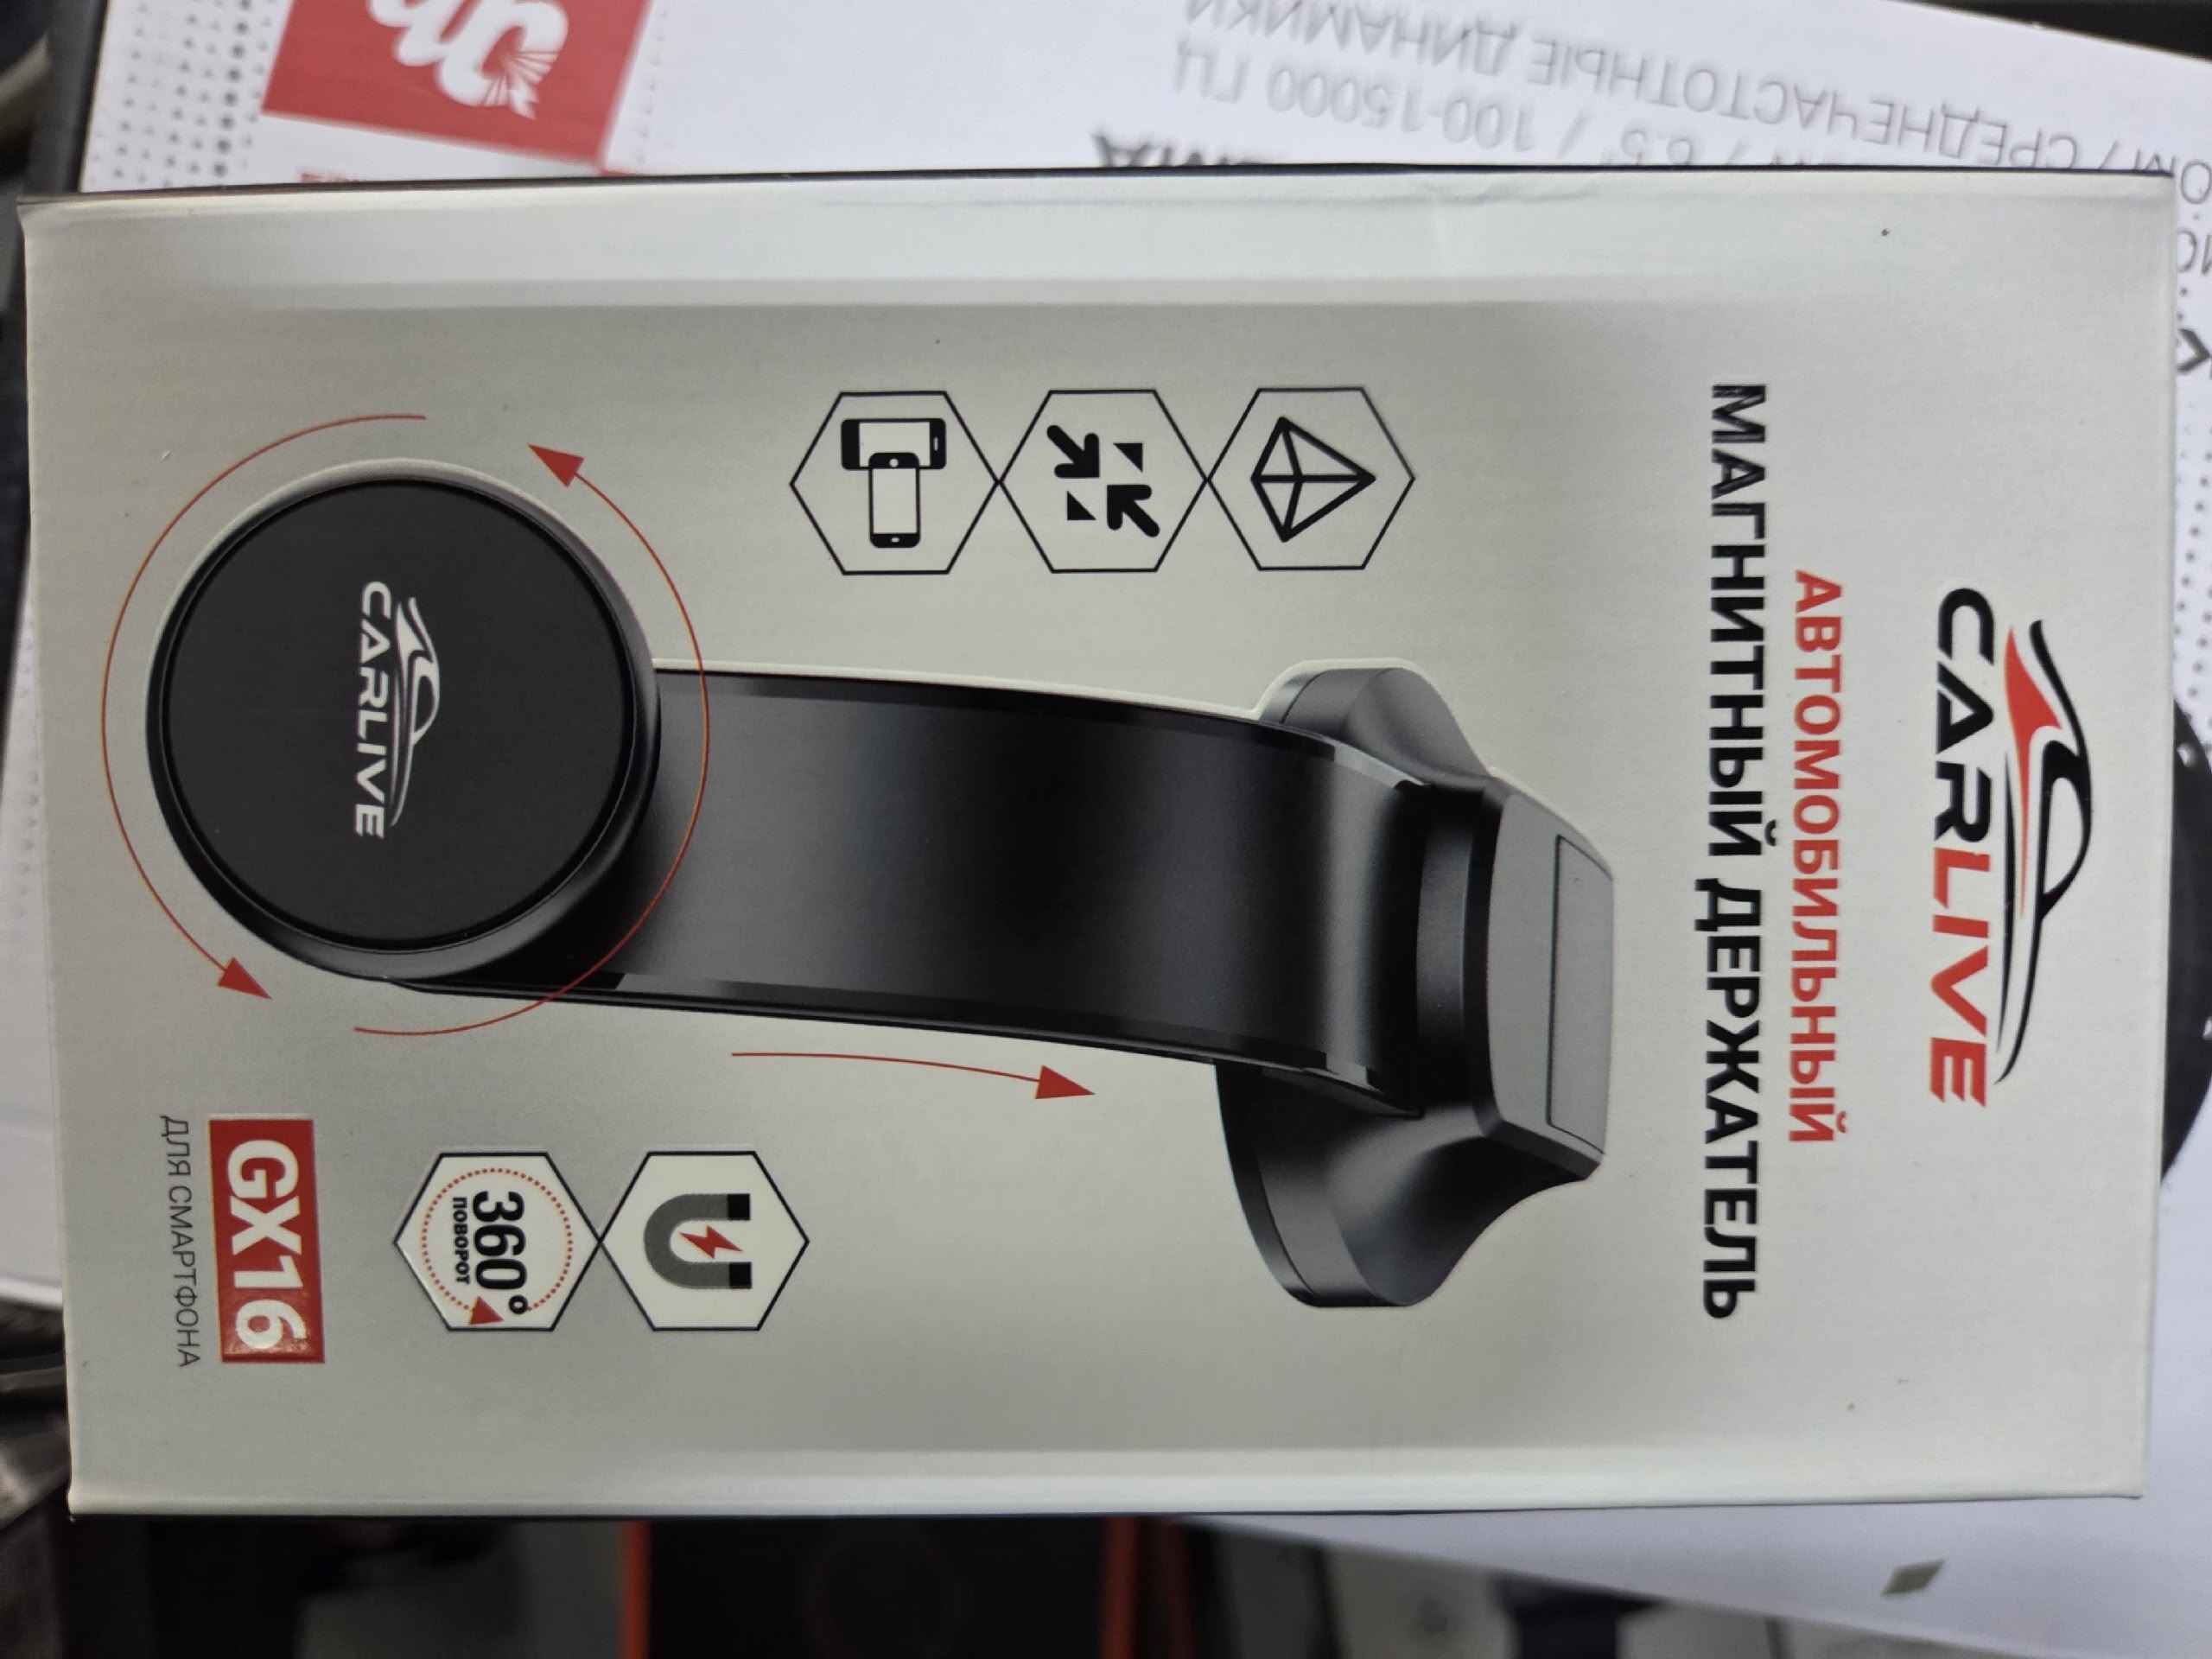 CARLIVE
АВТОМОБИЛЬНЫЙ
МАГНИТНЫЙ ДЕРЖАТЕЛЬ
CARLIVE
360°
ПОВОРОТ
GX16
ДЛЯ СМАРТФОНА
100-15000 ГЦ
СРЕДНЕЧАСТОТНЫЕ ДИНАМИКИ